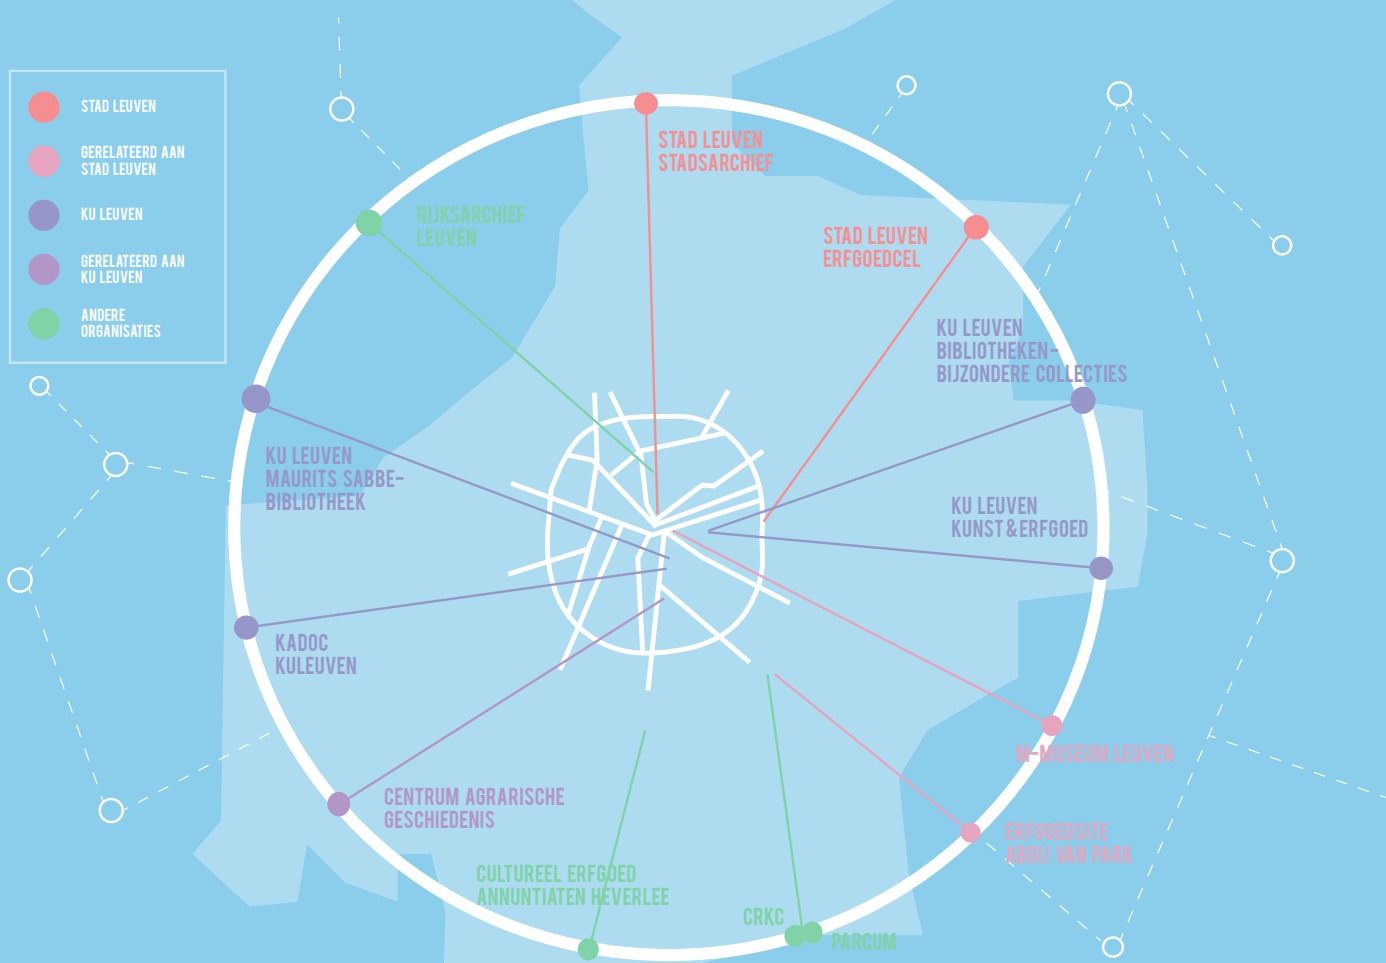 STAD LEUVEN
GERELATEERD AAN
STAD LEUVEN
KU LEUVEN
GERELATEERD AAN
KU LEUVEN
ANDERE
ORGANISATIES
STAD LEUVEN
STADSARCHIEF
RIJKSARCHIEF
LEUVEN
STAD LEUVEN
ERFGOEDCEL
KU LEUVEN
BIBLIOTHEKEN-
BIJZONDERE COLLECTIES
KU LEUVEN
MAURITS SABBE-
BIBLIOTHEEK
KU LEUVEN
KUNST&ERFGOED
KADOC
KULEUVEN
M-MUSEUM LEUVEN
CENTRUM AGRARISCHE
GESCHIEDENIS
ERFGOEDSITE
ABDIJ VAN PARK
CULTUREEL ERFGOED
ANNUNTIATEN HEVERLEE
CRKC
PARCUM